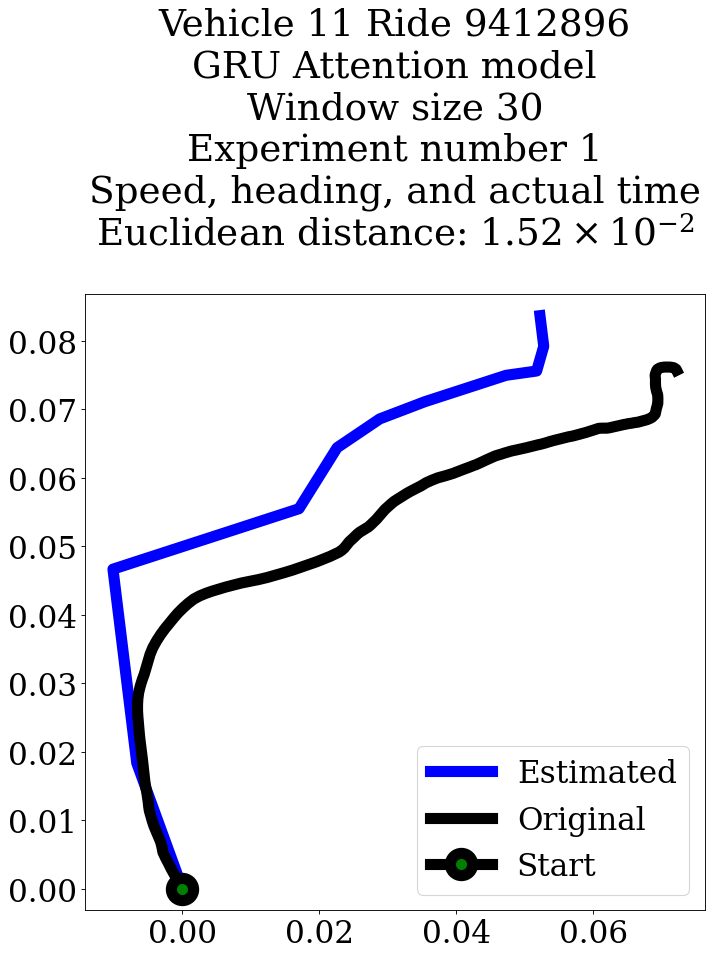 Vehicle 11 Ride 9412896
GRU Attention model
Window size 30
Experiment number 1
Speed, heading, and actual time
Euclidean distance: 1.52 × 10⁻²
0.08
0.07
0.06
0.05
0.04
0.03
0.02
0.01
0.00
Estimated
Original
Start
0.00 0.02 0.04 0.06